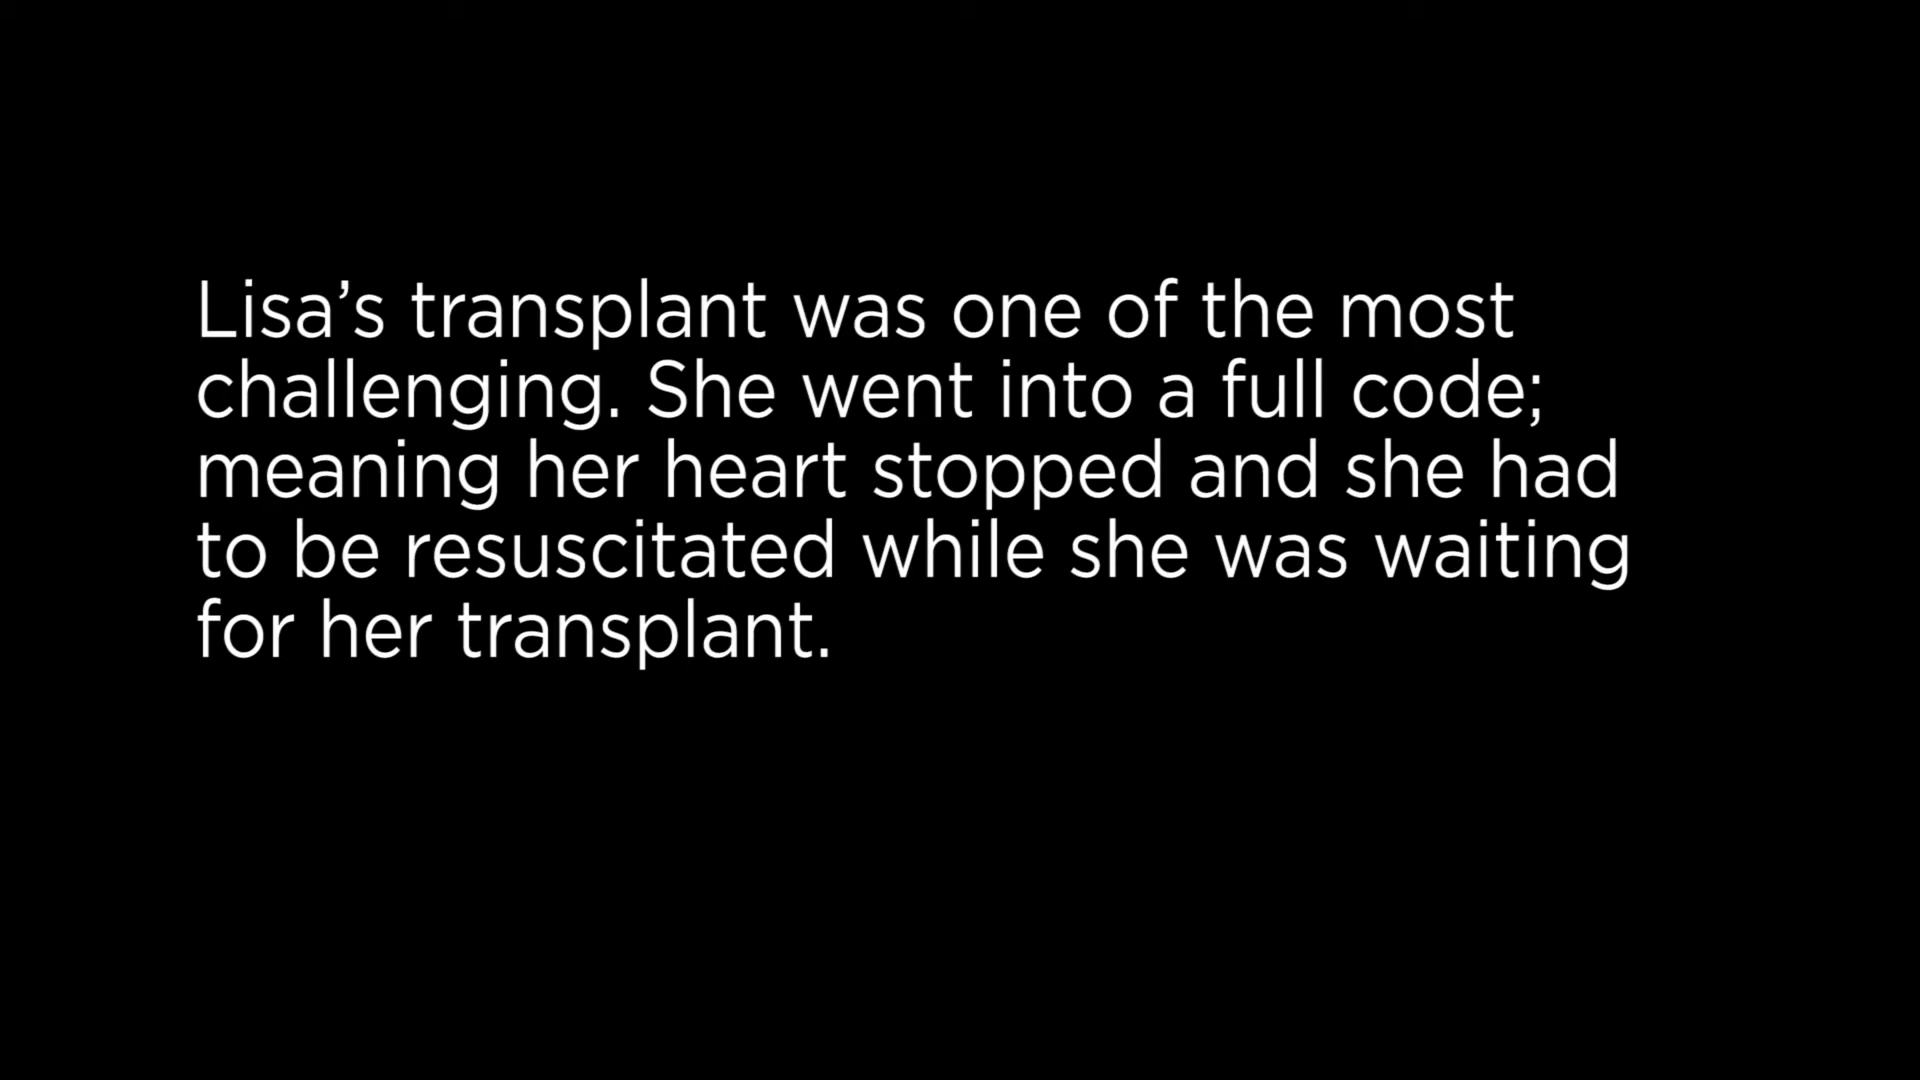 Lisa’s transplant was one of the most
challenging. She went into a full code;
meaning her heart stopped and she had
to be resuscitated while she was waiting
for her transplant.